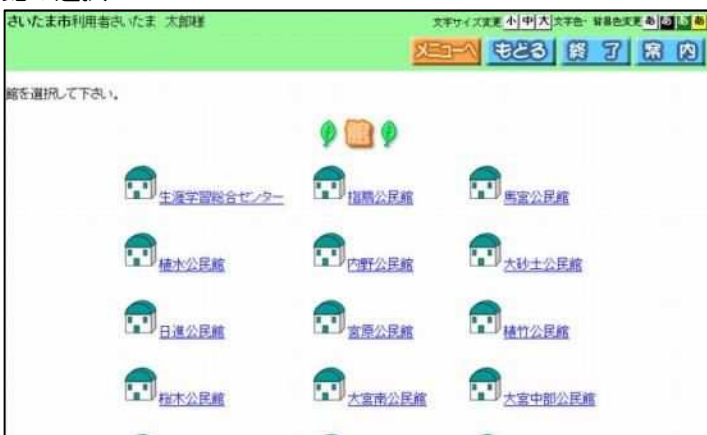 さいたま市利用者さいたま 太郎様
文字サイズ変更 小 中 大 文字色・背景色変更 あ あ あ あ
メニューへ もどる 終了 案内
館を選択して下さい。
生涯学習総合センター 指扇公民館 馬宮公民館
植水公民館 内野公民館 大砂土公民館
日進公民館 宮原公民館 植竹公民館
桜木公民館 大宮南公民館 大宮中部公民館